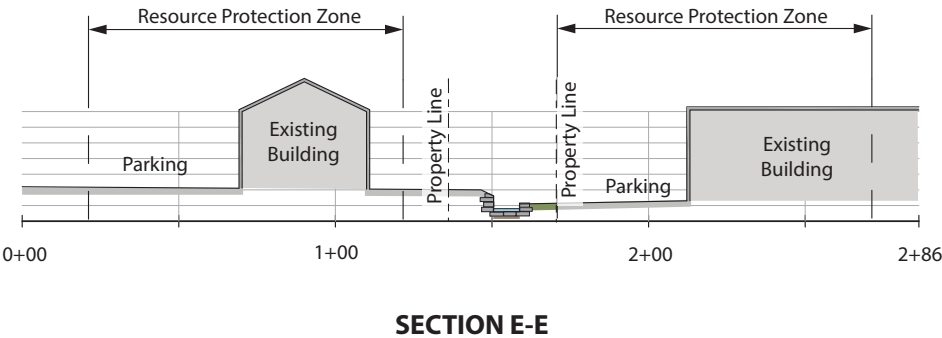 Resource Protection Zone
Resource Protection Zone
Existing
Building
Parking
Property Line
Property Line
Parking
Existing
Building
0+00
1+00
2+00
2+86
SECTION E-E